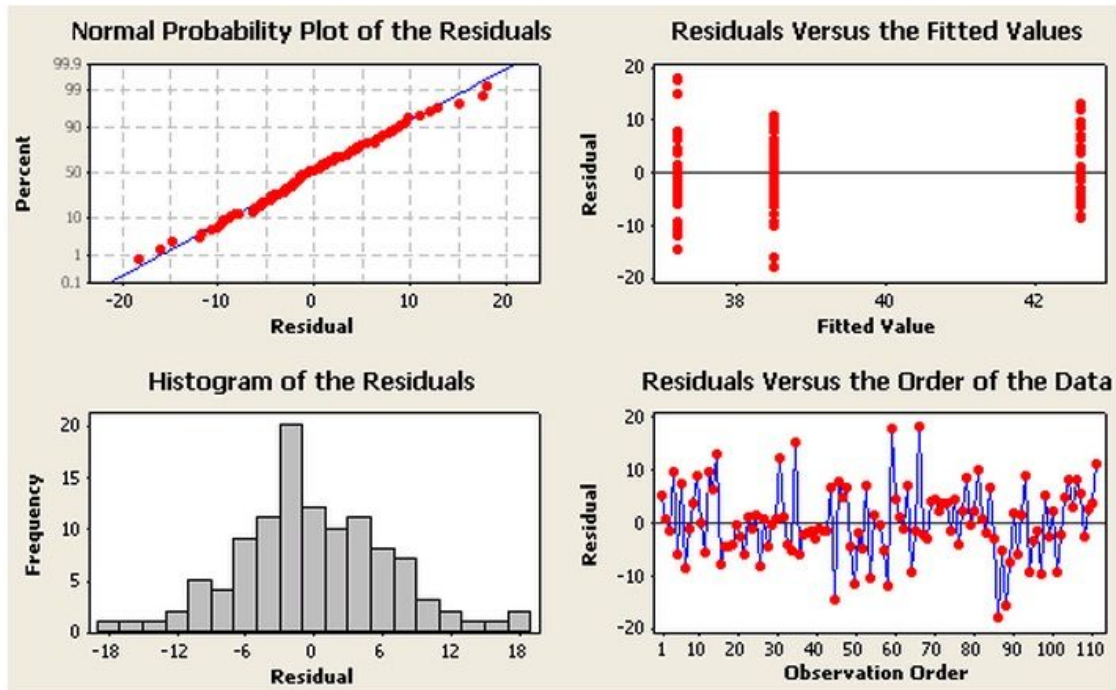 Normal Probability Plot of the Residuals
99.9
99
90
50
10
1
0.1
Percent
-20 -10 0 10 20
Residual
Residuals Versus the Fitted Values
20
10
0
-10
-20
Residual
38 40 42
Fitted Value
Histogram of the Residuals
20
15
10
5
0
Frequency
-18 -12 -6 0 6 12 18
Residual
Residuals Versus the Order of the Data
20
10
0
-10
-20
Residual
1 10 20 30 40 50 60 70 80 90 100 110
Observation Order